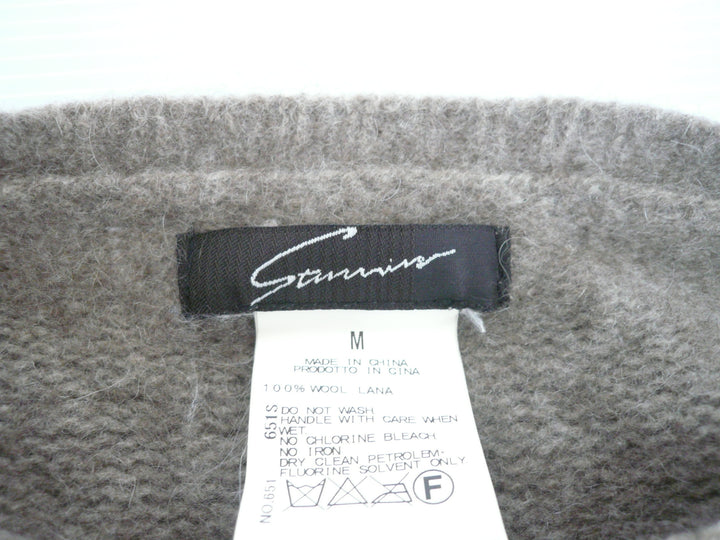 M
MADE IN CHINA
PRODOTTO IN CINA
100% WOOL LANA
651S
DO NOT WASH
HANDLE WITH CARE WHEN
WET.
NO CHLORINE BLEACH
NO IRON
DRY CLEAN PETROLEM-
FLUORINE SOLVENT ONLY
NO.651
F